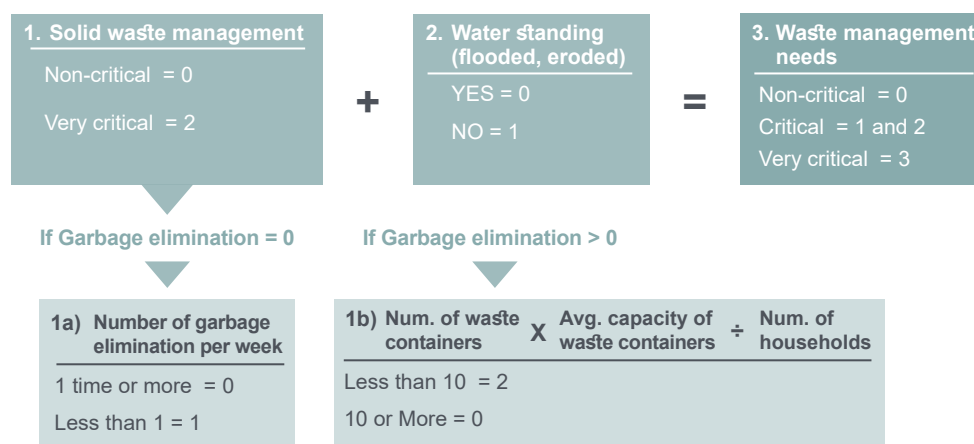 1. Solid waste management
Non-critical = 0
Very critical = 2
+
2. Water standing
(flooded, eroded)
YES = 0
NO = 1
=
3. Waste management
needs
Non-critical = 0
Critical = 1 and 2
Very critical = 3
If Garbage elimination = 0
If Garbage elimination > 0
1a) Number of garbage
elimination per week
1 time or more = 0
Less than 1 = 1
1b) Num. of waste
containers
X
Avg. capacity of
waste containers
÷
Num. of
households
Less than 10 = 2
10 or More = 0